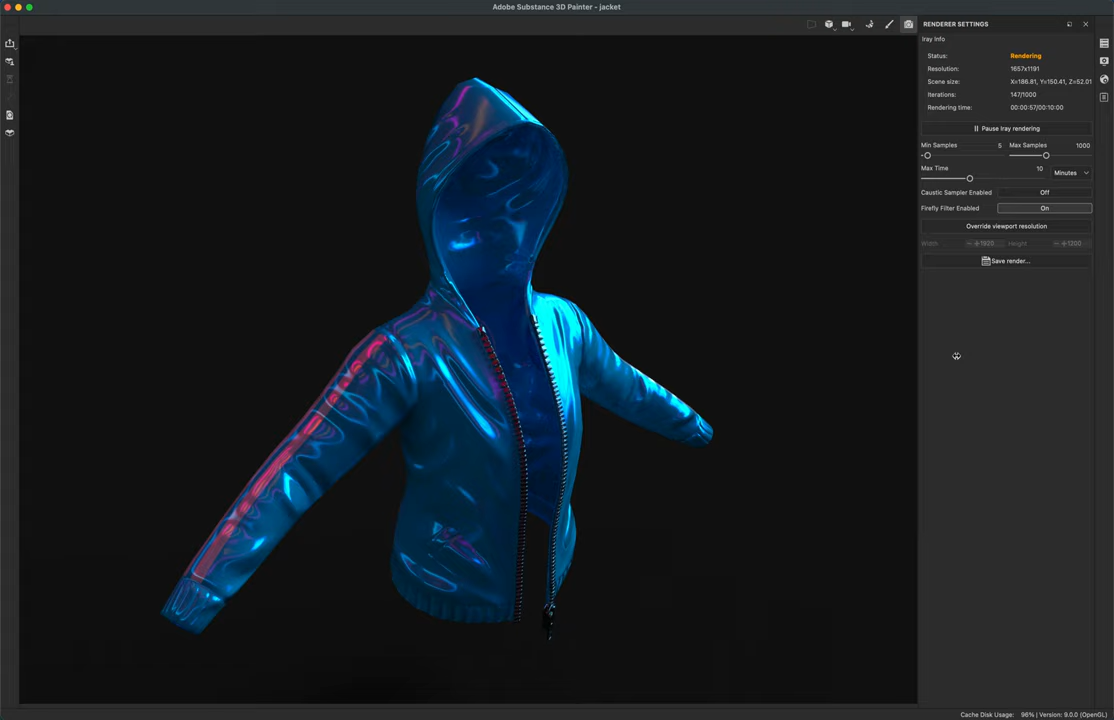 Adobe Substance 3D Painter - jacket
RENDERER SETTINGS
Iray Info
Status: Rendering
Resolution: 1657x1191
Scene size: X=186.81, Y=150.41, Z=52.01
Iterations: 147/1000
Rendering time: 00:00:57/00:10:00
Pause Iray rendering
Min Samples 5 Max Samples 1000
Max Time 10 Minutes
Caustic Sampler Enabled Off
Firefly Filter Enabled On
Override viewport resolution
Width 1920 Height 1200
Save render...
Cache Disk Usage: 96% | Version: 9.0.0 (OpenGL)